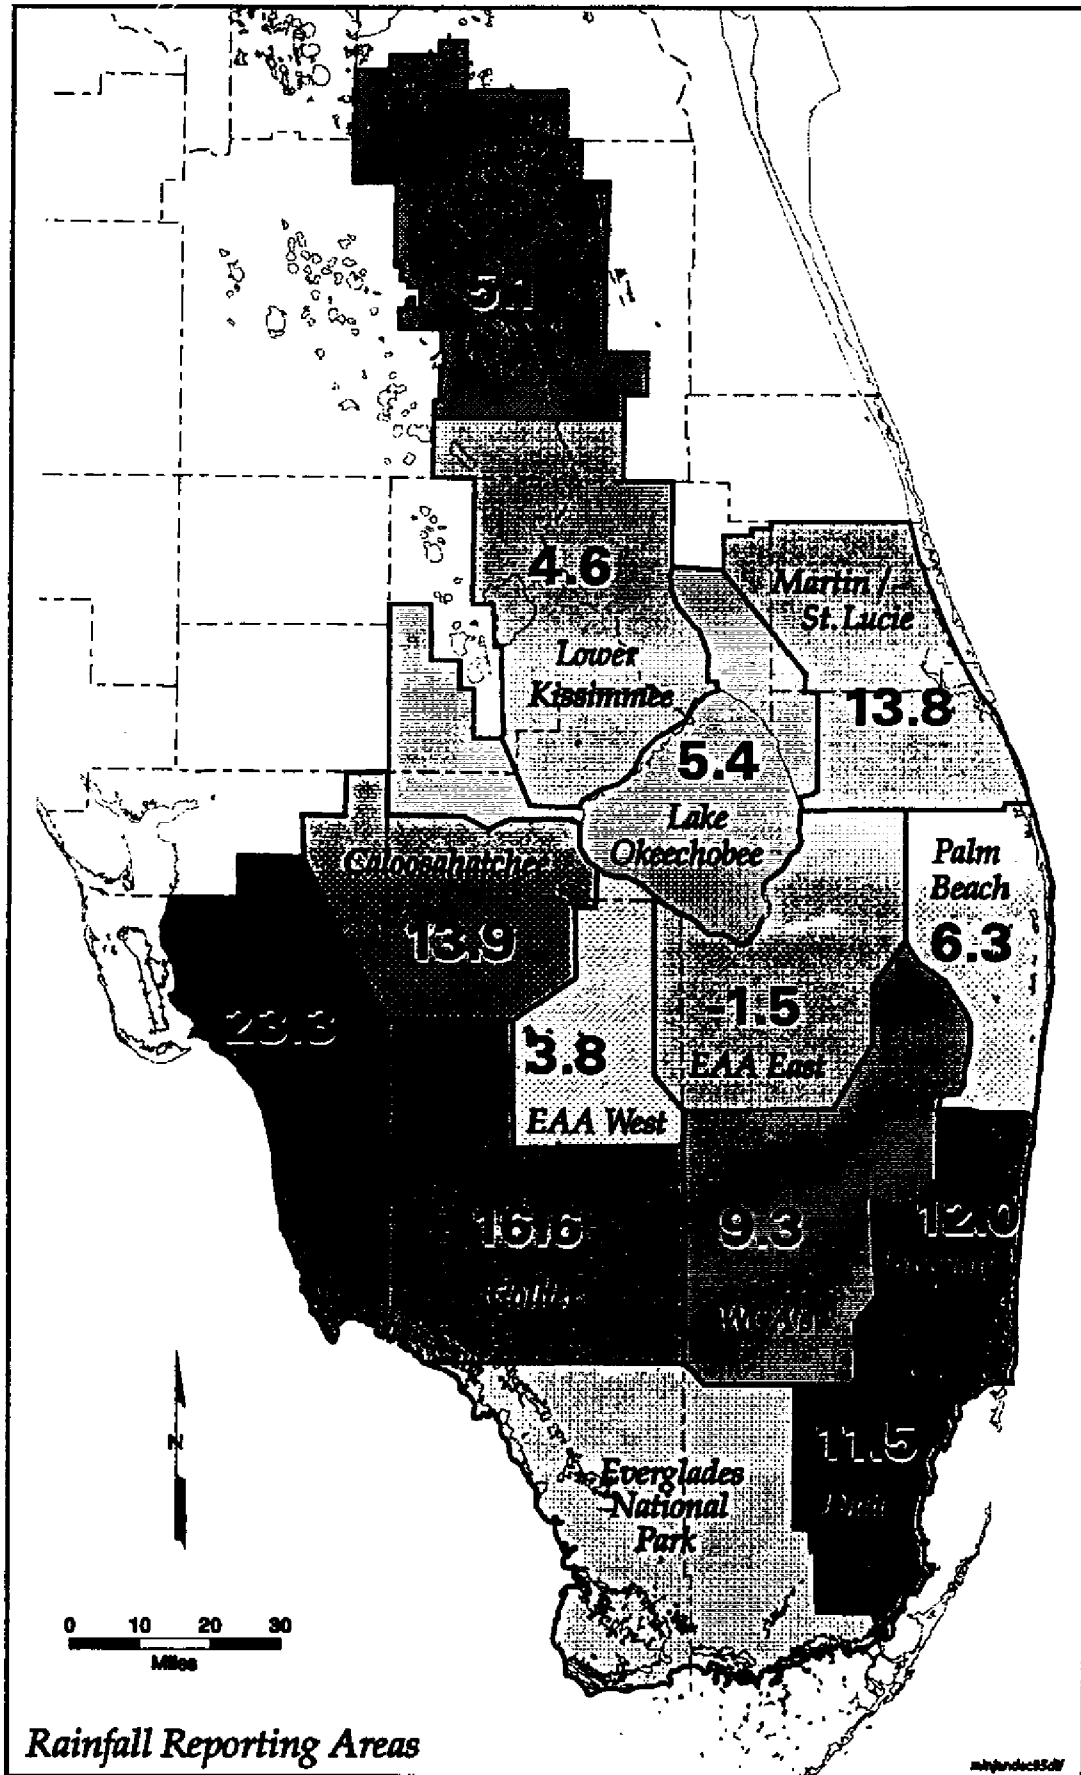 5.1
4.6
Martin /
St. Lucie
Lower
Kissimmee
13.8
5.4
Lake
Okeechobee
Caloosahatchee
Palm
Beach
6.3
13.9
23.3
-1.5
EAA East
3.8
EAA West
16.6
Collier
9.3
12.0
11.5
Dade
Everglades
National
Park
N
0 10 20 30
Miles
Rainfall Reporting Areas